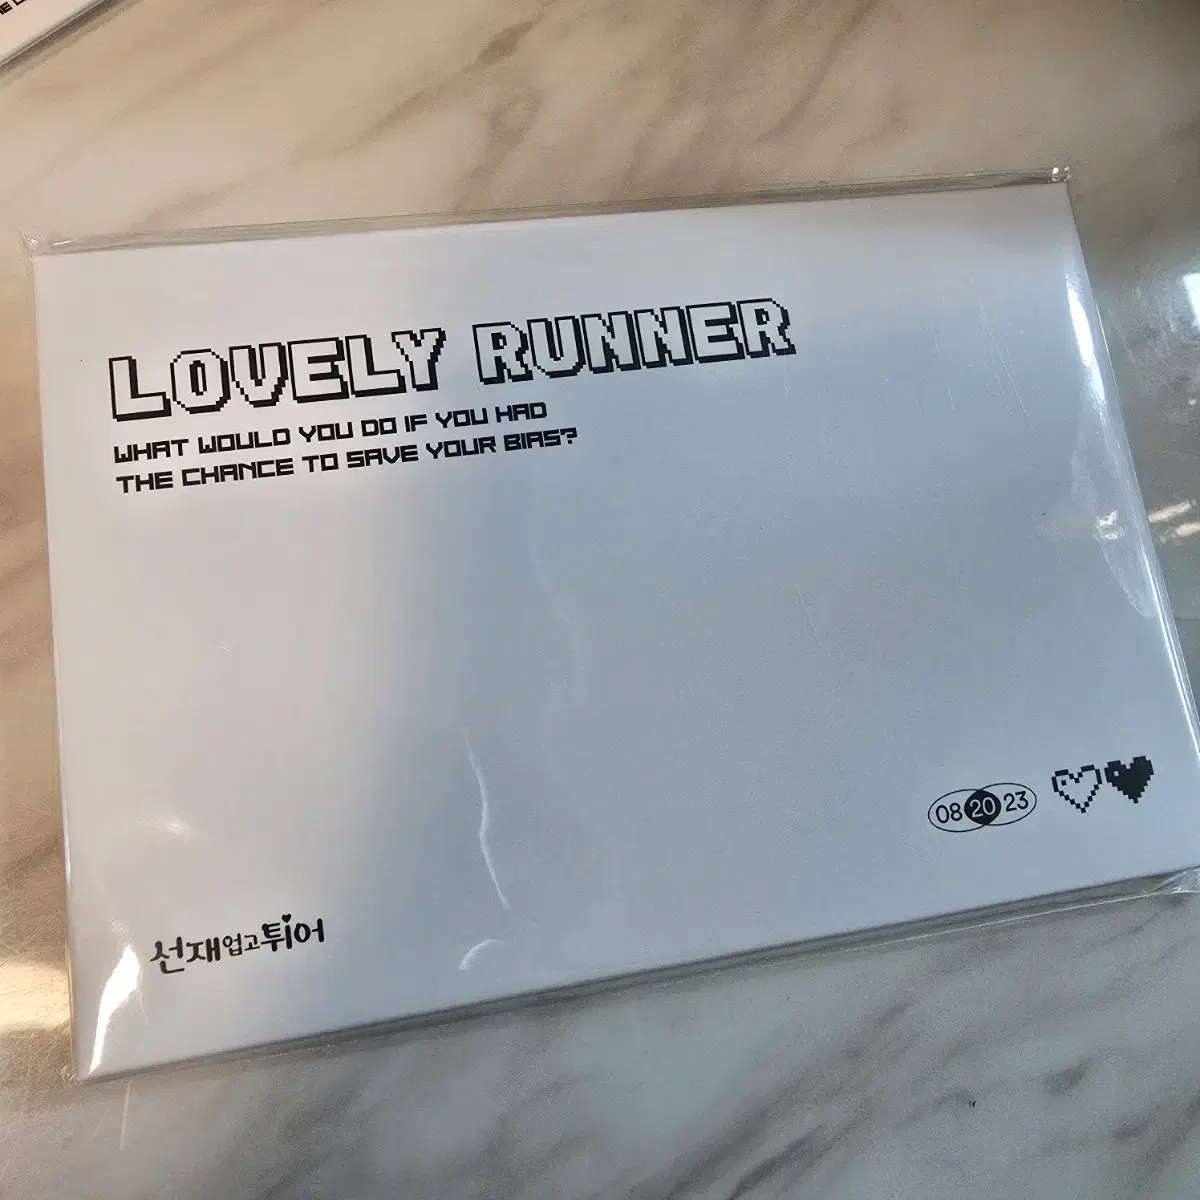 LOVELY RUNNER
WHAT WOULD YOU DO IF YOU HAD
THE CHANCE TO SAVE YOUR BIAS?
08 20 23
선재 업고 튀어